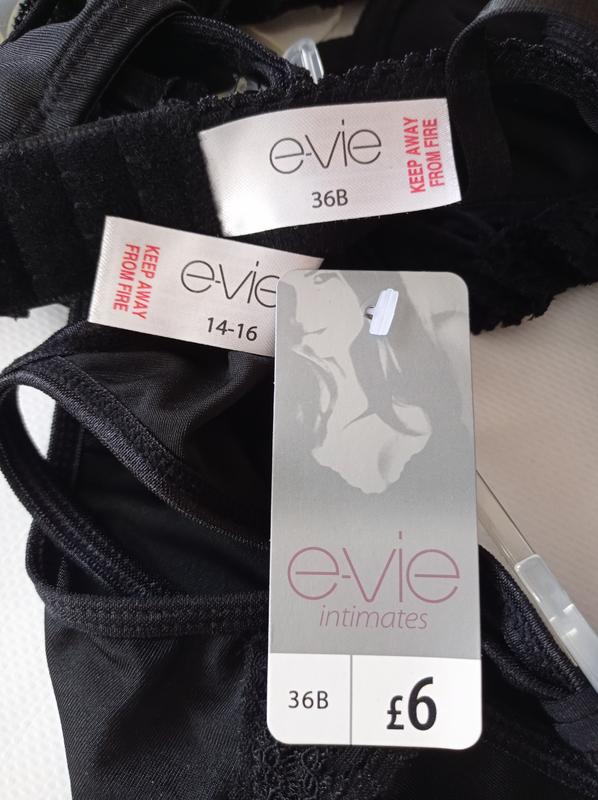 e-vie
36B
KEEP AWAY
FROM FIRE
KEEP AWAY
FROM FIRE
e-vie
14-16
e-vie
intimates
36B
£6